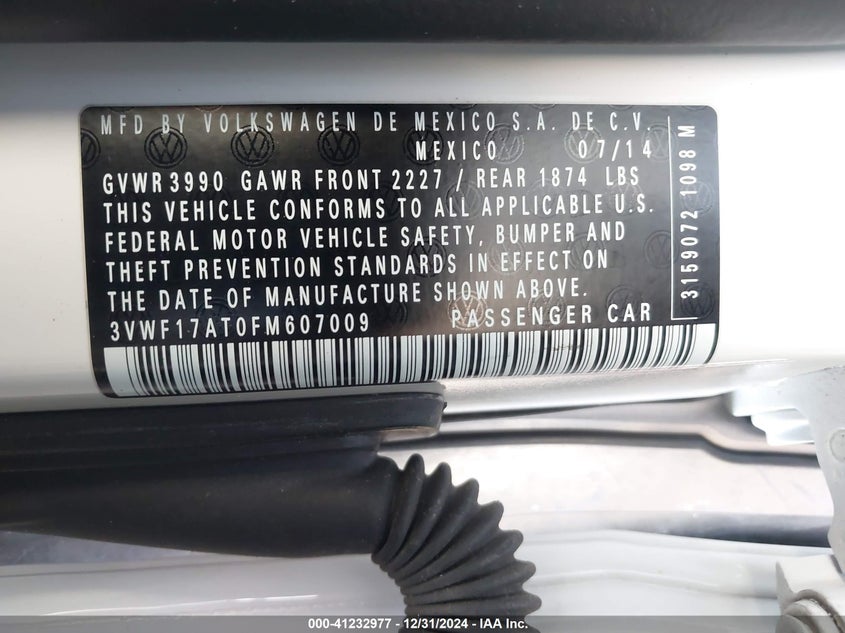 MFD BY VOLKSWAGEN DE MEXICO S.A. DE C.V.
MEXICO 07/14
GVWR 3990 GAWR FRONT 2227 / REAR 1874 LBS
THIS VEHICLE CONFORMS TO ALL APPLICABLE U.S.
FEDERAL MOTOR VEHICLE SAFETY, BUMPER AND
THEFT PREVENTION STANDARDS IN EFFECT ON
THE DATE OF MANUFACTURE SHOWN ABOVE.
3VWF17AT0FM607009 PASSENGER CAR
3159072 1098 M
000-41232977 - 12/31/2024 - IAA Inc.